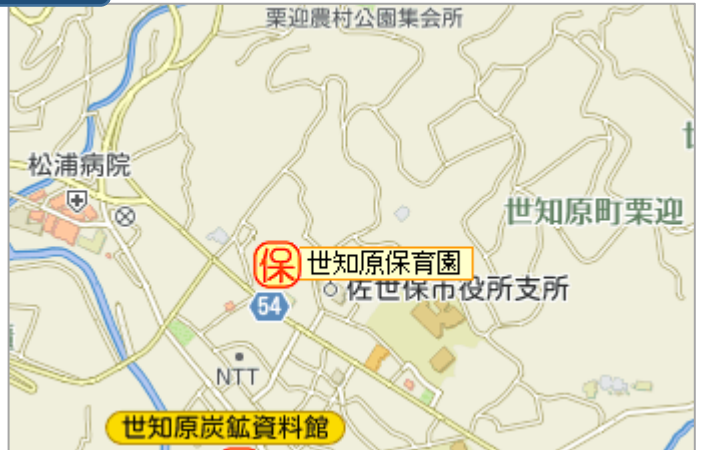 栗迎農村公園集会所
松浦病院
世知原町栗迎
保
世知原保育園
佐世保市役所支所
54
NTT
世知原炭鉱資料館